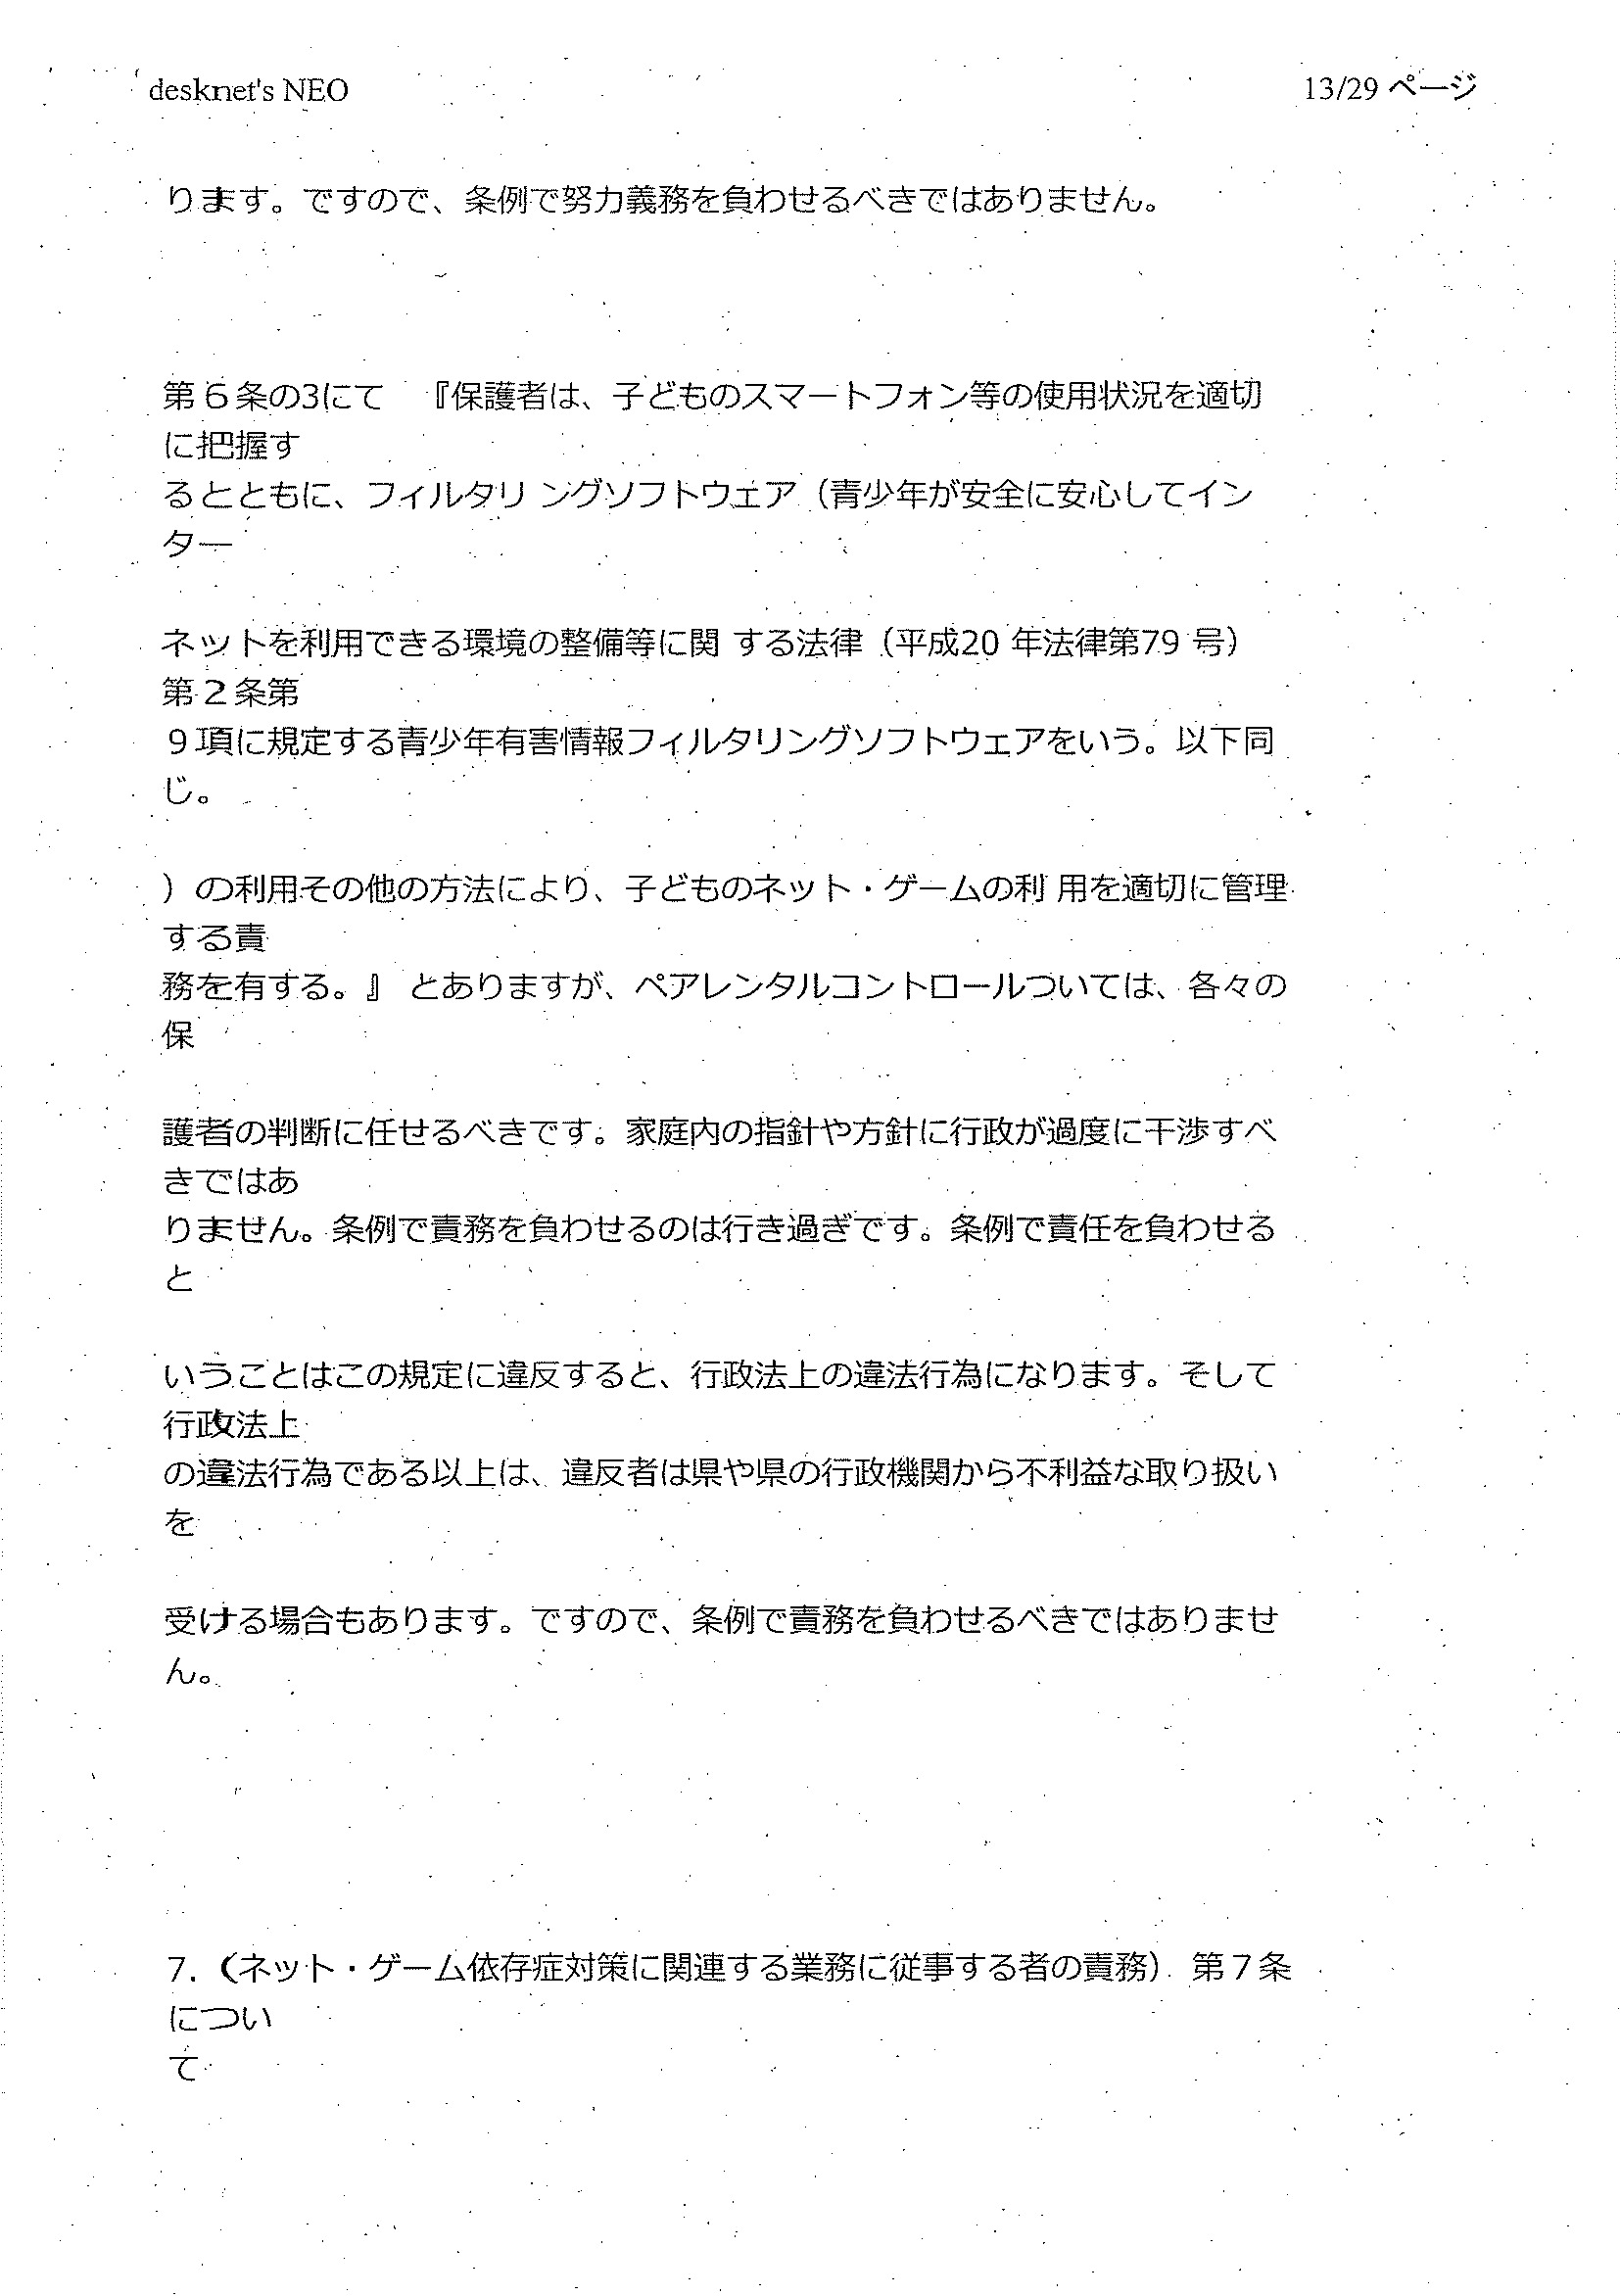 desknet's NEO
13/29 ページ
ります。ですので、条例で努力義務を負わせるべきではありません。
第６条の3にて　『保護者は、子どものスマートフォン等の使用状況を適切
に把握す
るとともに、フィルタリ ングソフトウェア（青少年が安全に安心してイン
ター
ネットを利用できる環境の整備等に関 する法律（平成20 年法律第79 号）
第２条第
９項に規定する青少年有害情報フィルタリングソフトウェアをいう。以下同
じ。
）の利用その他の方法により、子どものネット・ゲームの利 用を適切に管理
する責
務を有する。』 とありますが、ペアレンタルコントロールついては、各々の
保
護者の判断に任せるべきです。家庭内の指針や方針に行政が過度に干渉すべ
きではあ
りません。条例で責務を負わせるのは行き過ぎです。条例で責任を負わせる
と
いうことはこの規定に違反すると、行政法上の違法行為になります。そして
行政法上
の違法行為である以上は、違反者は県や県の行政機関から不利益な取り扱い
を
受ける場合もあります。ですので、条例で責務を負わせるべきではありませ
ん。
7.（ネット・ゲーム依存症対策に関連する業務に従事する者の責務）第７条
につい
て